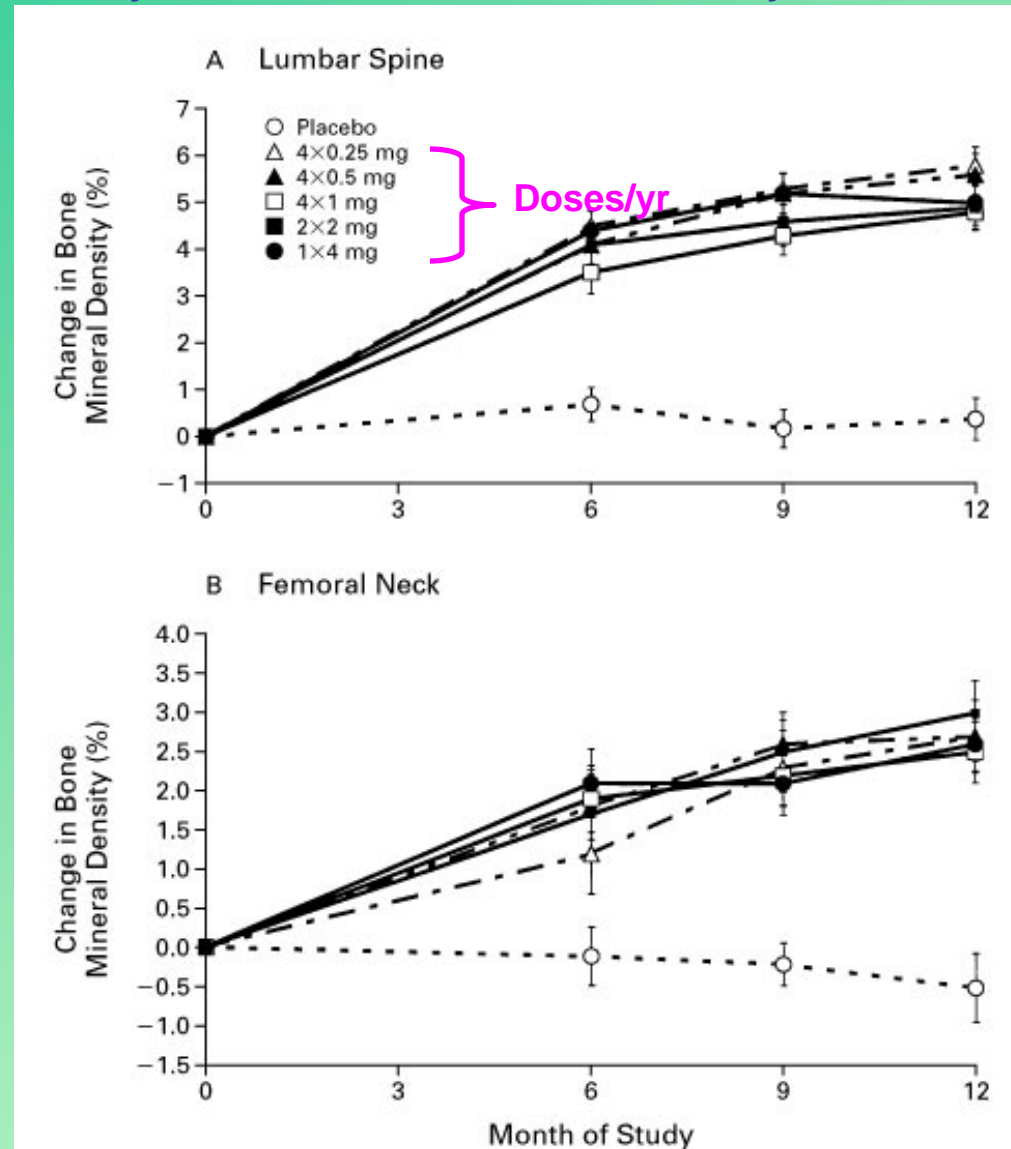 A Lumbar Spine
7
6
5
4
3
2
1
0
−1
Placebo
4×0.25 mg
4×0.5 mg
4×1 mg
2×2 mg
1×4 mg
Doses/yr
Change in Bone
Mineral Density (%)
0 3 6 9 12
B Femoral Neck
4.0
3.5
3.0
2.5
2.0
1.5
1.0
0.5
0.0
−0.5
−1.0
−1.5
Change in Bone
Mineral Density (%)
0 3 6 9 12
Month of Study